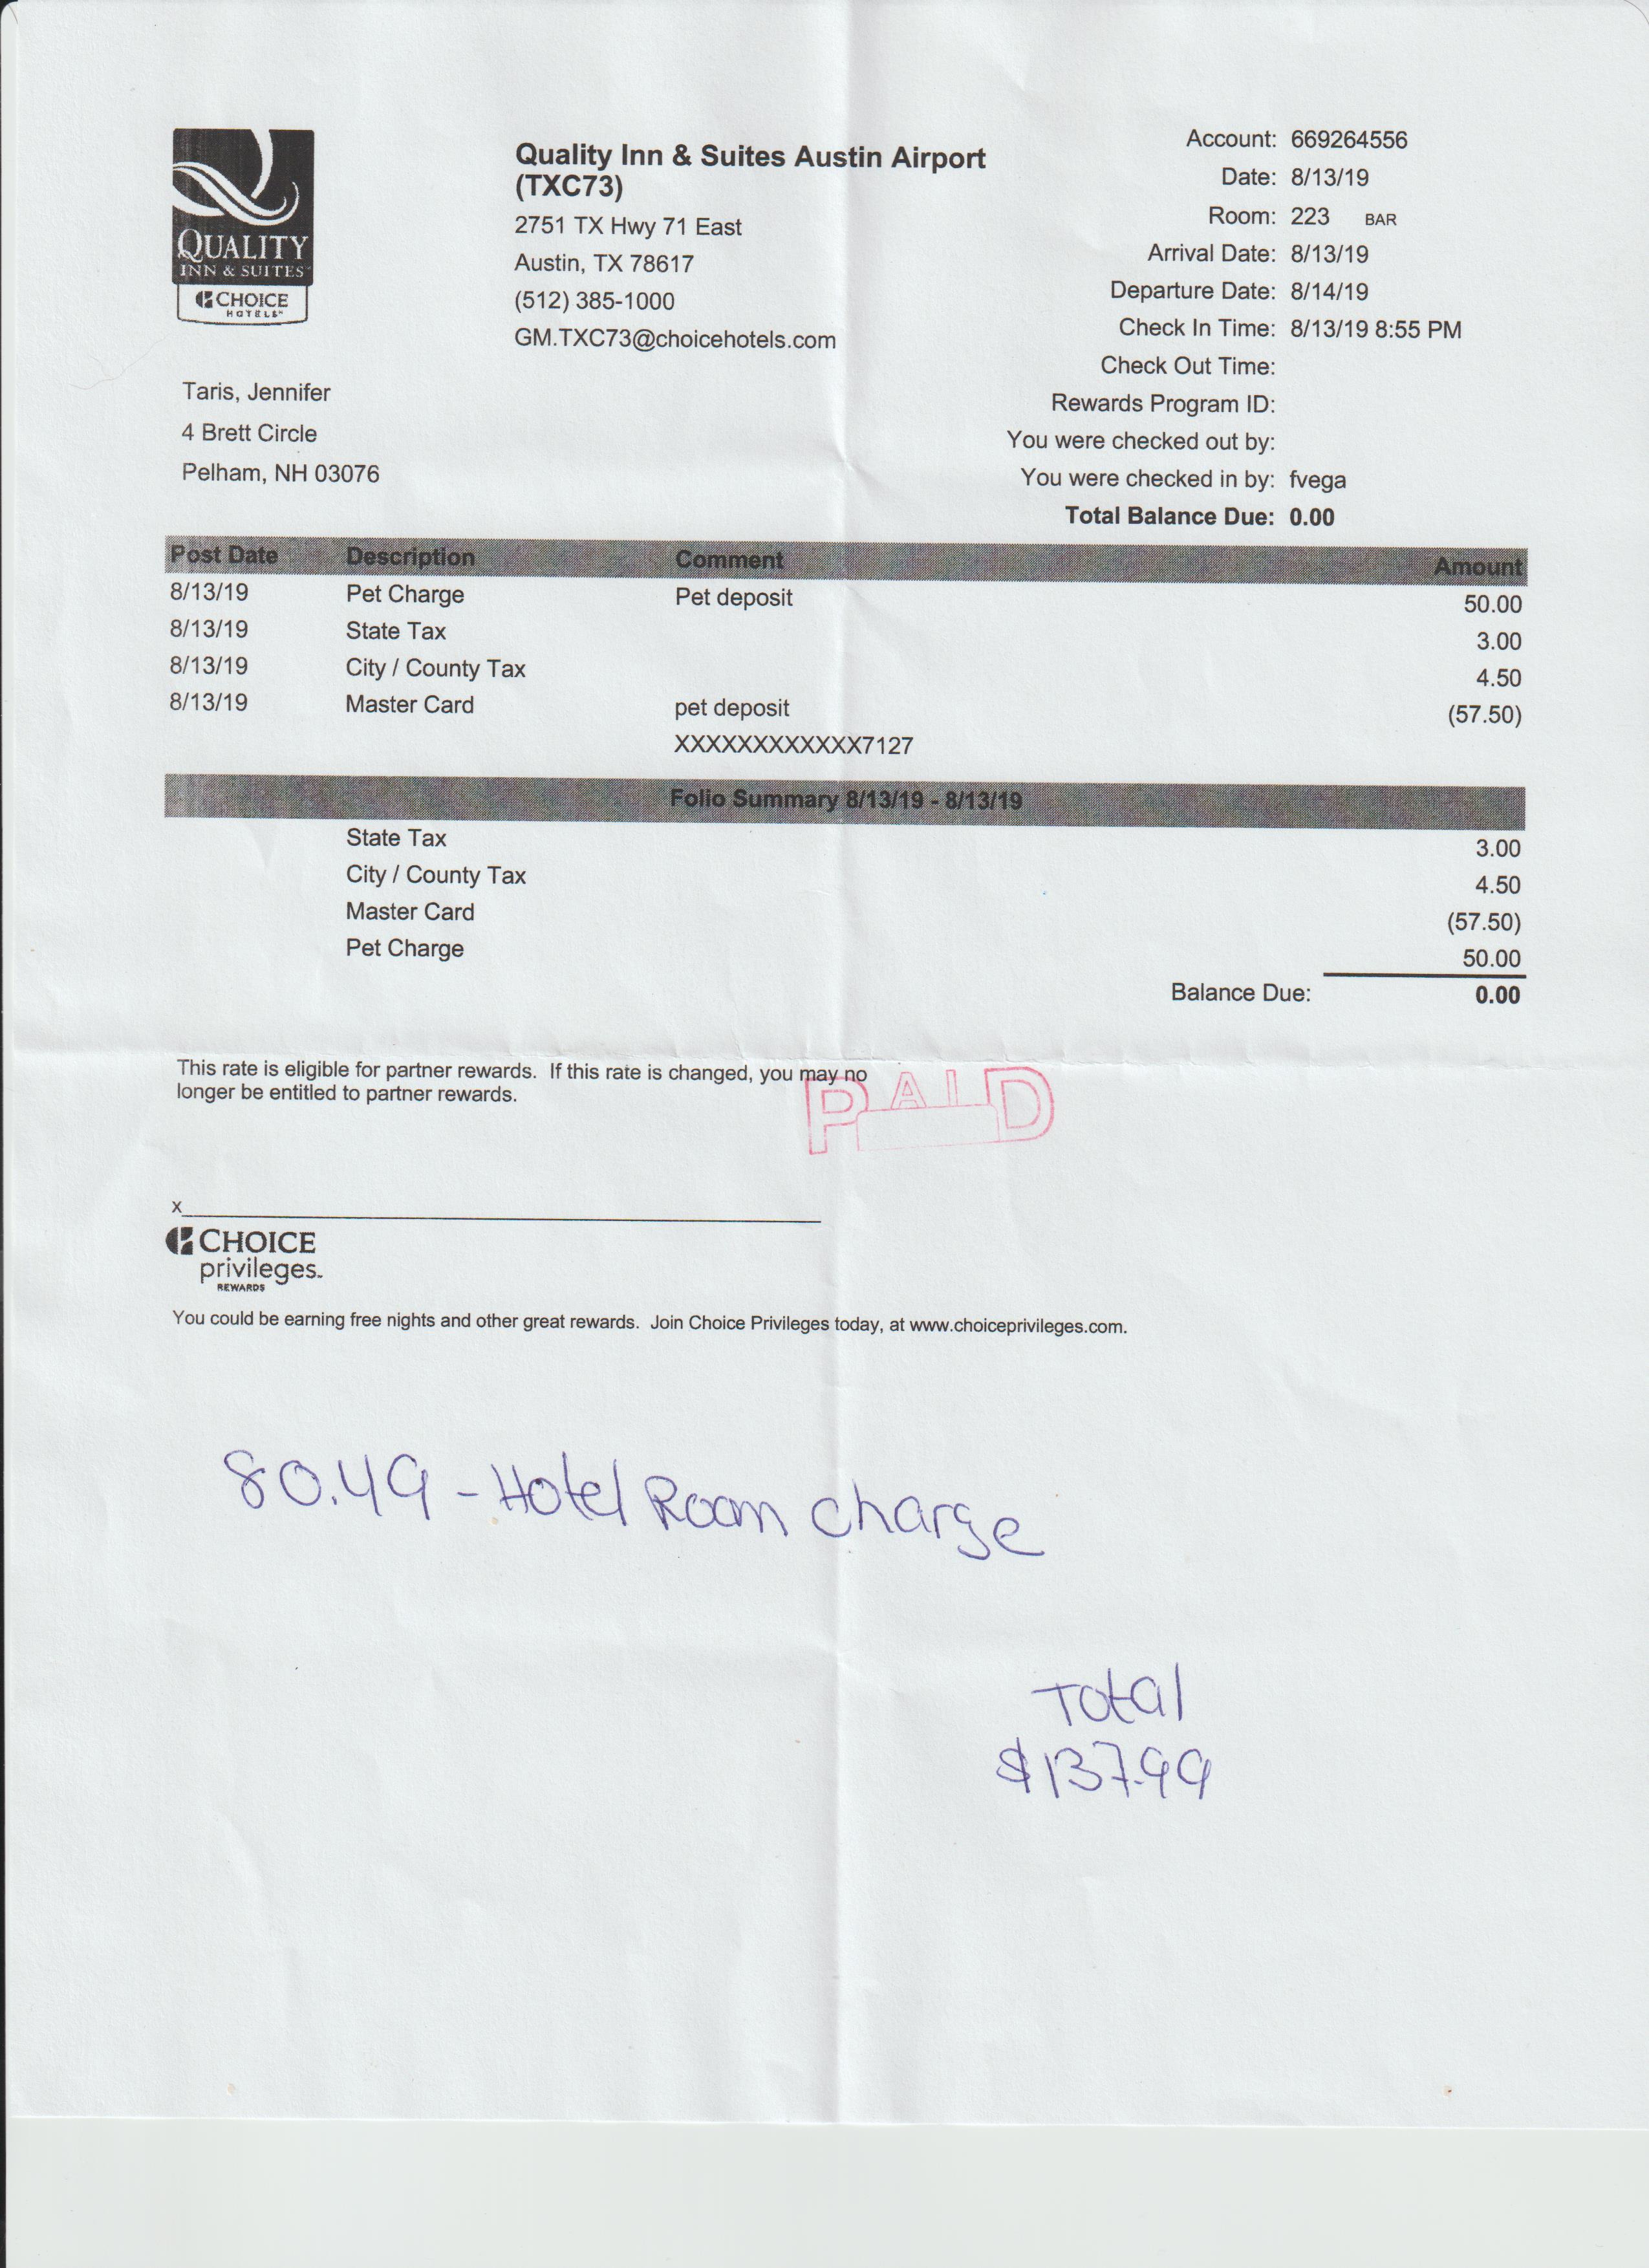 QUALITY
INN & SUITES
CHOICE
HOTELS
Quality Inn & Suites Austin Airport
(TXC73)
2751 TX Hwy 71 East
Austin, TX 78617
(512) 385-1000
GM.TXC73@choicehotels.com
Account: 669264556
Date: 8/13/19
Room: 223 BAR
Arrival Date: 8/13/19
Departure Date: 8/14/19
Check In Time: 8/13/19 8:55 PM
Check Out Time:
Rewards Program ID:
You were checked out by:
You were checked in by: fvega
Total Balance Due: 0.00
Taris, Jennifer
4 Brett Circle
Pelham, NH 03076
Post Date Description Comment Amount
8/13/19 Pet Charge Pet deposit 50.00
8/13/19 State Tax 3.00
8/13/19 City / County Tax 4.50
8/13/19 Master Card pet deposit (57.50)
XXXXXXXXXXXX7127
Folio Summary 8/13/19 - 8/13/19
State Tax 3.00
City / County Tax 4.50
Master Card (57.50)
Pet Charge 50.00
Balance Due: 0.00
This rate is eligible for partner rewards. If this rate is changed, you may no
longer be entitled to partner rewards.
PAID
x
CHOICE
privileges
REWARDS
You could be earning free nights and other great rewards. Join Choice Privileges today, at www.choiceprivileges.com.
80.49 - Hotel Room charge
Total
$137.99